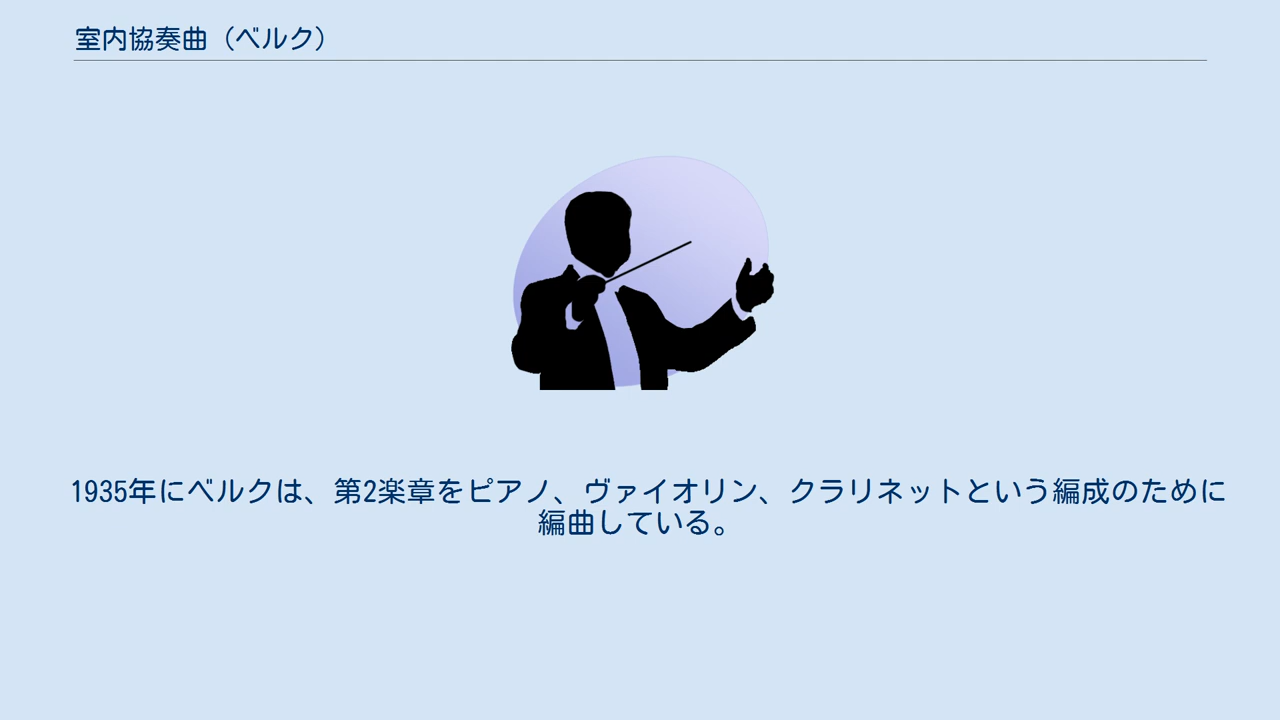 室内協奏曲（ベルク）
1935年にベルクは、第2楽章をピアノ、ヴァイオリン、クラリネットという編成のために
編曲している。